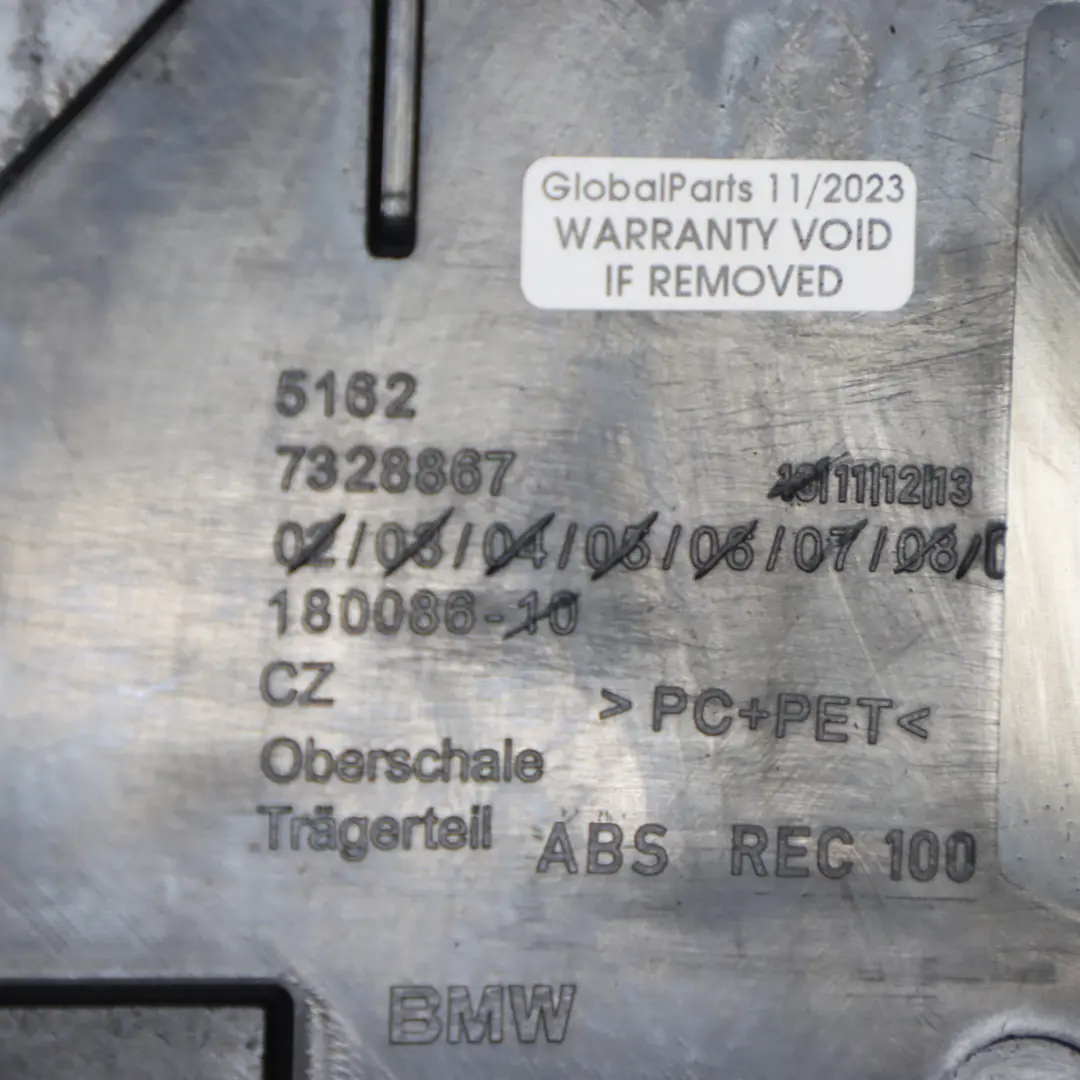 GlobalParts 11/2023
WARRANTY VOID
IF REMOVED
5162
7328867
10/11/12/13
02/03/04/05/06/07/08/0
180086-10
CZ
>PC+PET<
Oberschale
Trägerteil
ABS REC 100
BMW